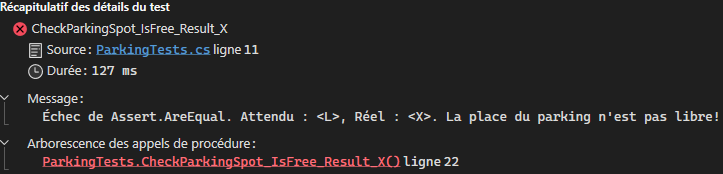 Récapitulatif des détails du test
CheckParkingSpot_IsFree_Result_X
Source: ParkingTests.cs ligne 11
Durée: 127 ms
Message:
Échec de Assert.AreEqual. Attendu : <L>, Réel : <X>. La place du parking n'est pas libre!
Arborescence des appels de procédure:
ParkingTests.CheckParkingSpot_IsFree_Result_X() ligne 22